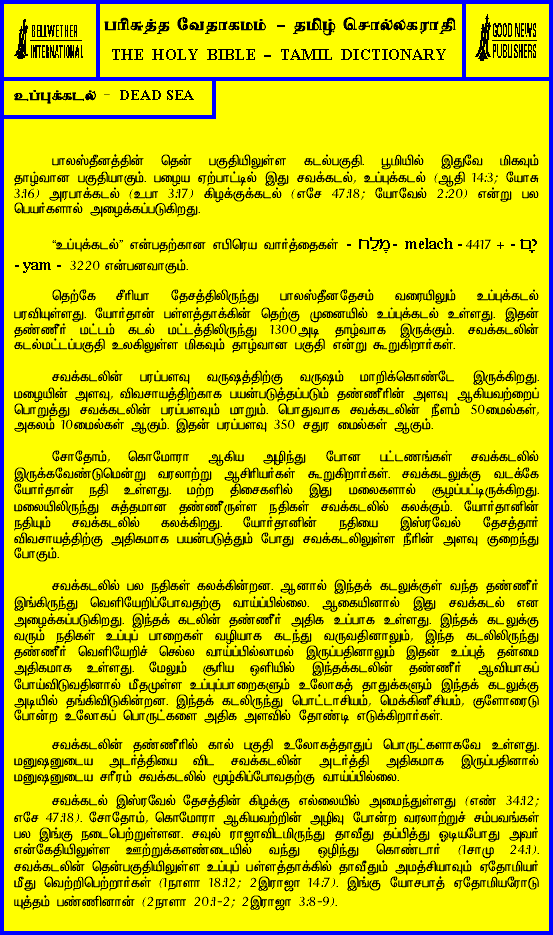 BELLWETHER
INTERNATIONAL
பரிசுத்த வேதாகமம் - தமிழ் சொல்லகராதி
THE HOLY BIBLE - TAMIL DICTIONARY
GOOD NEWS
PUBLISHERS
உப்புக்கடல் - DEAD SEA
பாலஸ்தீனத்தின் தென் பகுதியிலுள்ள கடல்பகுதி. பூமியில் இதுவே மிகவும்
தாழ்வான பகுதியாகும். பழைய ஏற்பாட்டில் இது சவக்கடல், உப்புக்கடல் (ஆதி 14:3; யோசு
3:16) அரபாக்கடல் (உபா 3:17) கிழக்குக்கடல் (எசே 47:18; யோவேல் 2:20) என்று பல
பெயர்களால் அழைக்கப்படுகிறது.
“உப்புக்கடல்” என்பதற்கான எபிரெய வார்த்தைகள் - מֶלַח - melach - 4417 + - יָם
- yam - 3220 என்பனவாகும்.
தெற்கே சீரியா தேசத்திலிருந்து பாலஸ்தீனதேசம் வரையிலும் உப்புக்கடல்
பரவியுள்ளது. யோர்தான் பள்ளத்தாக்கின் தெற்கு முனையில் உப்புக்கடல் உள்ளது. இதன்
தண்ணீர் மட்டம் கடல் மட்டத்திலிருந்து 1300அடி தாழ்வாக இருக்கும். சவக்கடலின்
கடல்மட்டப்பகுதி உலகிலுள்ள மிகவும் தாழ்வான பகுதி என்று கூறுகிறார்கள்.
சவக்கடலின் பரப்பளவு வருஷத்திற்கு வருஷம் மாறிக்கொண்டே இருக்கிறது.
மழையின் அளவு, விவசாயத்திற்காக பயன்படுத்தப்படும் தண்ணீரின் அளவு ஆகியவற்றைப்
பொறுத்து சவக்கடலின் பரப்பளவும் மாறும். பொதுவாக சவக்கடலின் நீளம் 50மைல்கள்,
அகலம் 10மைல்கள் ஆகும். இதன் பரப்பளவு 350 சதுர மைல்கள் ஆகும்.
சோதோம், கொமோரா ஆகிய அழிந்து போன பட்டணங்கள் சவக்கடலில்
இருக்கவேண்டுமென்று வரலாற்று ஆசிரியர்கள் கூறுகிறார்கள். சவக்கடலுக்கு வடக்கே
யோர்தான் நதி உள்ளது. மற்ற திசைகளில் இது மலைகளால் சூழப்பட்டிருக்கிறது.
மலையிலிருந்து சுத்தமான தண்ணீருள்ள நதிகள் சவக்கடலில் கலக்கும். யோர்தானின்
நதியும் சவக்கடலில் கலக்கிறது. யோர்தானின் நதியை இஸ்ரவேல் தேசத்தார்
விவசாயத்திற்கு அதிகமாக பயன்படுத்தும் போது சவக்கடலிலுள்ள நீரின் அளவு குறைந்து
போகும்.
சவக்கடலில் பல நதிகள் கலக்கின்றன. ஆனால் இந்தக் கடலுக்குள் வந்த தண்ணீர்
இங்கிருந்து வெளியேறிப்போவதற்கு வாய்ப்பில்லை. ஆகையினால் இது சவக்கடல் என
அழைக்கப்படுகிறது. இந்தக் கடலின் தண்ணீர் அதிக உப்பாக உள்ளது. இந்தக் கடலுக்கு
வரும் நதிகள் உப்புப் பாறைகள் வழியாக கடந்து வருவதினாலும், இந்த கடலிலிருந்து
தண்ணீர் வெளியேறிச் செல்ல வாய்ப்பில்லாமல் இருப்பதினாலும் இதன் உப்புத் தன்மை
அதிகமாக உள்ளது. மேலும் சூரிய ஒளியில் இந்தக்கடலின் தண்ணீர் ஆவியாகப்
போய்விடுவதினால் மீதமுள்ள உப்புப்பாறைகளும் உலோகத் தாதுக்களும் இந்தக் கடலுக்கு
அடியில் தங்கிவிடுகின்றன. இந்தக் கடலிருந்து பொட்டாசியம், மெக்கினீசியம், குளோரைடு
போன்ற உலோகப் பொருட்களை அதிக அளவில் தோண்டி எடுக்கிறார்கள்.
சவக்கடலின் தண்ணீரில் கால் பகுதி உலோகத்தாதுப் பொருட்களாகவே உள்ளது.
மனுஷனுடைய அடர்த்தியை விட சவக்கடலின் அடர்த்தி அதிகமாக இருப்பதினால்
மனுஷனுடைய சரீரம் சவக்கடலில் மூழ்கிப்போவதற்கு வாய்ப்பில்லை.
சவக்கடல் இஸ்ரவேல் தேசத்தின் கிழக்கு எல்லையில் அமைந்துள்ளது (எண் 34:12;
எசே 47:18). சோதோம், கொமோரா ஆகியவற்றின் அழிவு போன்ற வரலாற்றுச் சம்பவங்கள்
பல இங்கு நடைபெற்றுள்ளன. சவுல் ராஜாவிடமிருந்து தாவீது தப்பித்து ஓடியபோது அவர்
என்கேதியிலுள்ள ஊற்றுக்களண்டையில் வந்து ஒழிந்து கொண்டார் (1சாமு 24:1).
சவக்கடலின் தென்பகுதியிலுள்ள உப்புப் பள்ளத்தாக்கில் தாவீதும் அமத்சியாவும் ஏதோமியர்
மீது வெற்றிபெற்றார்கள் (1நாளா 18:12; 2இராஜா 14:7). இங்கு யோசபாத் ஏதோமியரோடு
யுத்தம் பண்ணினான் (2நாளா 20:1-2; 2இராஜா 3:8-9).